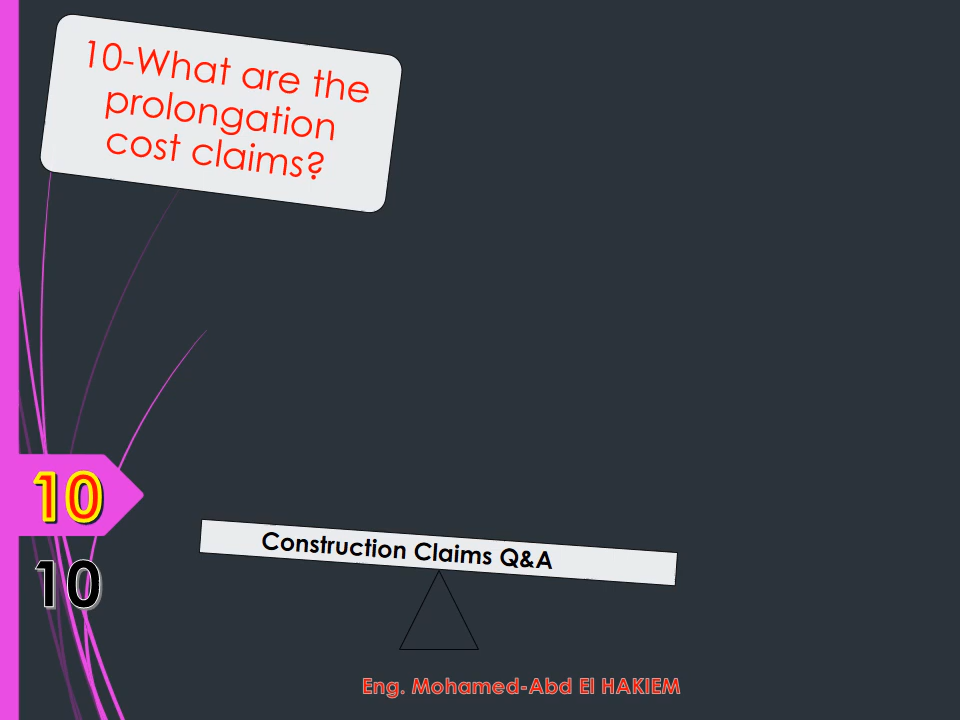 10-What are the
prolongation
cost claims?
10
10
Construction Claims Q&A
Eng. Mohamed-Abd El HAKIEM